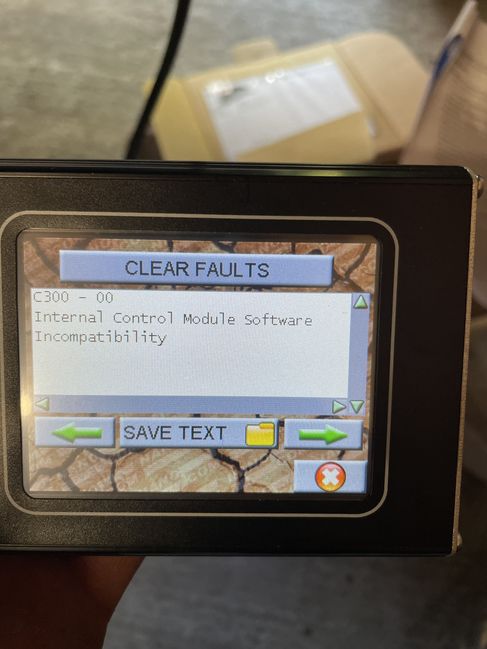 CLEAR FAULTS
C300 - 00
Internal Control Module Software
Incompatibility
SAVE TEXT